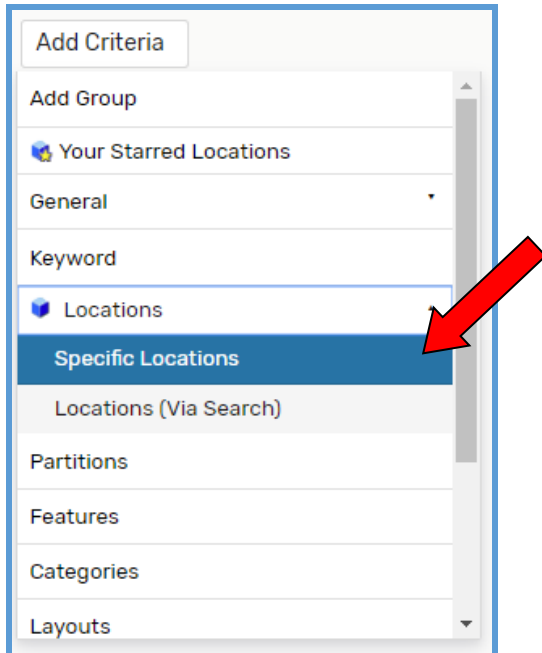 Add Criteria
Add Group
Your Starred Locations
General
Keyword
Locations
Specific Locations
Locations (Via Search)
Partitions
Features
Categories
Layouts